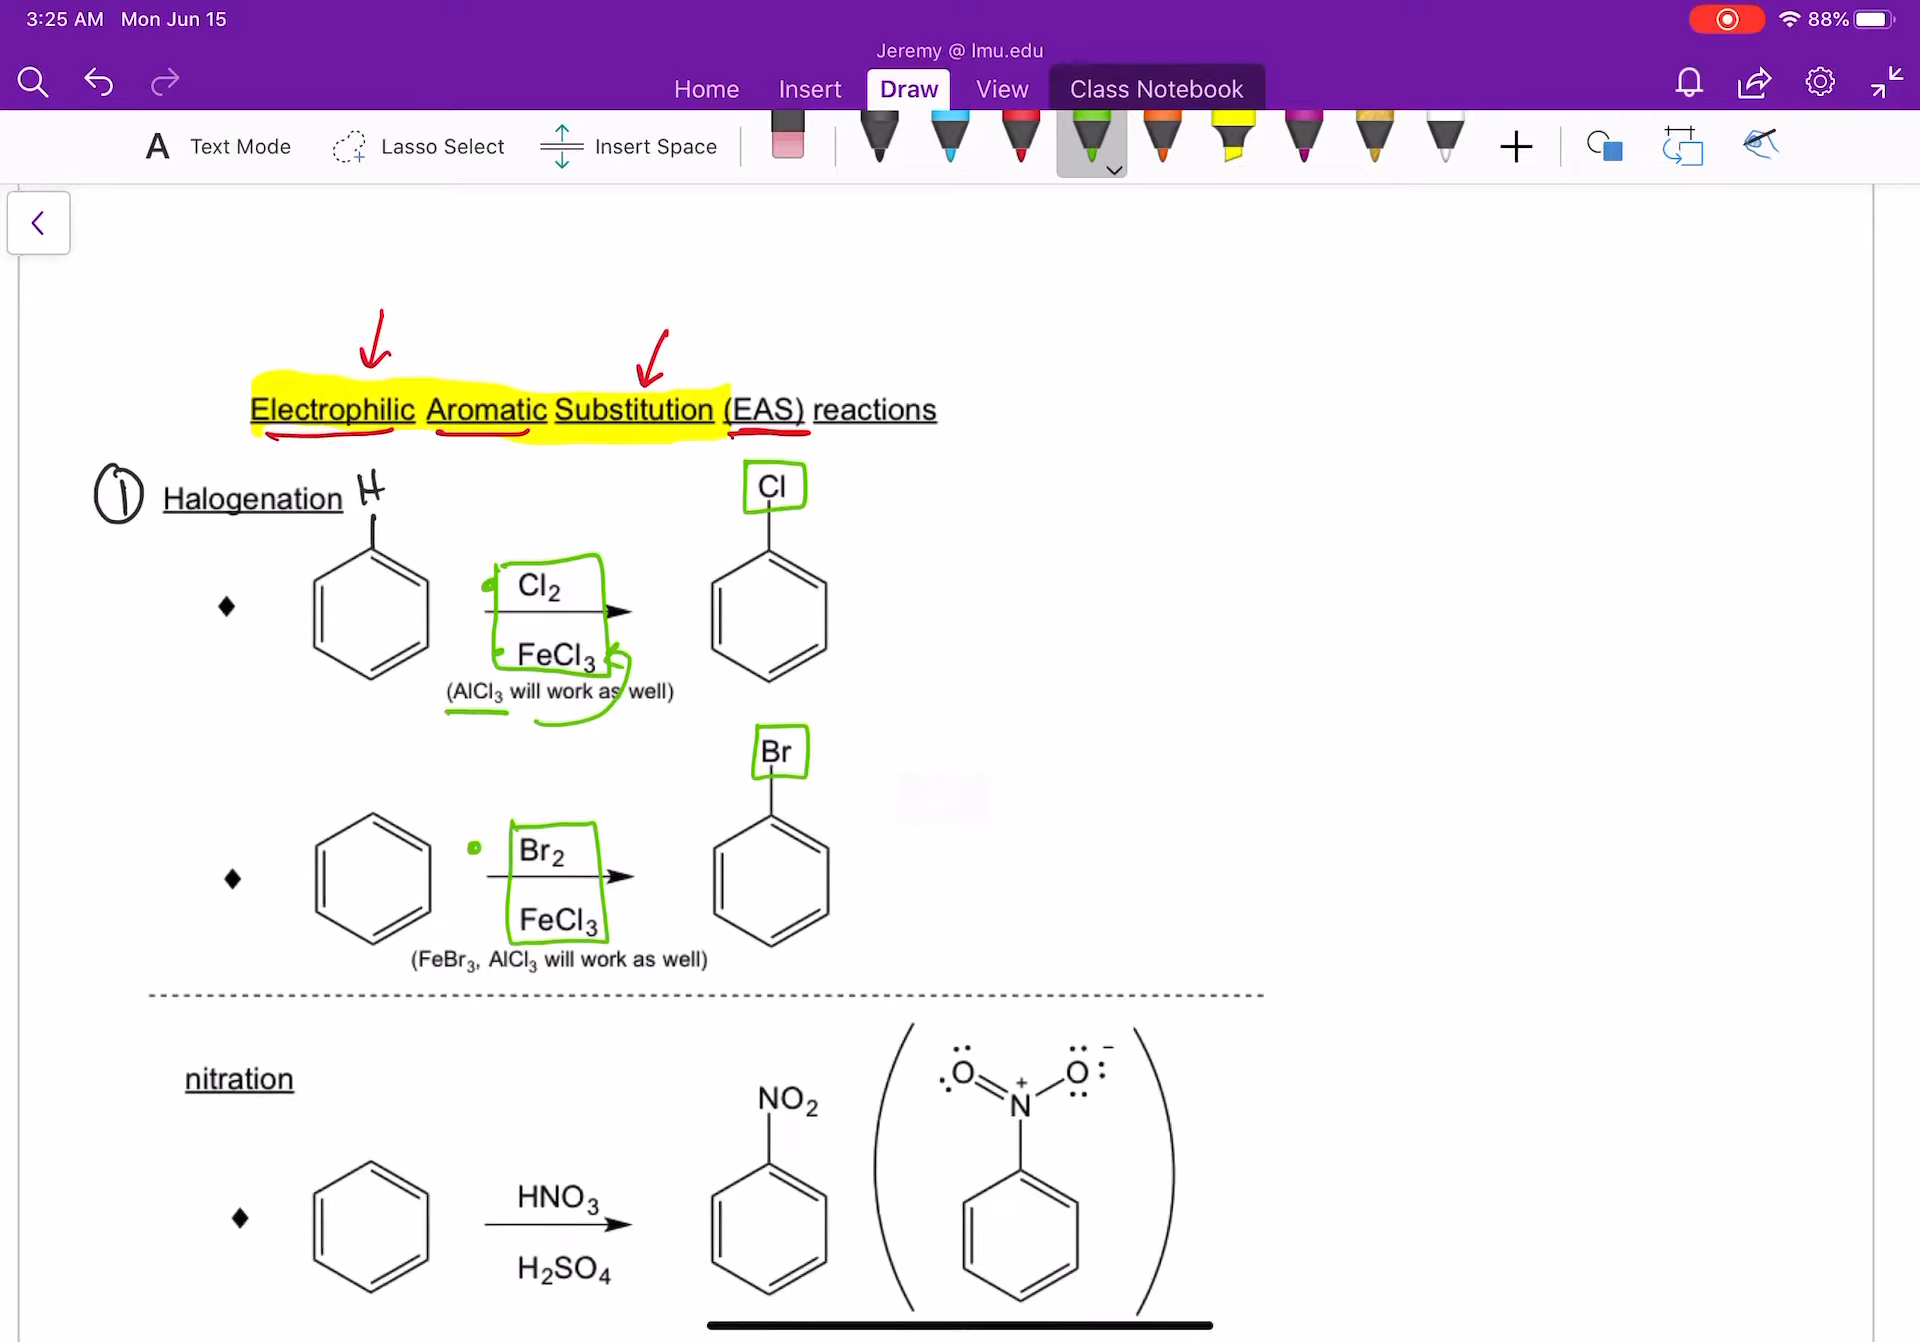 3:25 AM Mon Jun 15
88%
Jeremy @ lmu.edu
Home Insert Draw View Class Notebook
A Text Mode Lasso Select Insert Space
Electrophilic Aromatic Substitution (EAS) reactions
1 Halogenation H
Cl
Cl₂
FeCl₃
(AlCl₃ will work as well)
Br
Br₂
FeCl₃
(FeBr₃, AlCl₃ will work as well)
nitration
NO₂
HNO₃
H₂SO₄
O N + O -